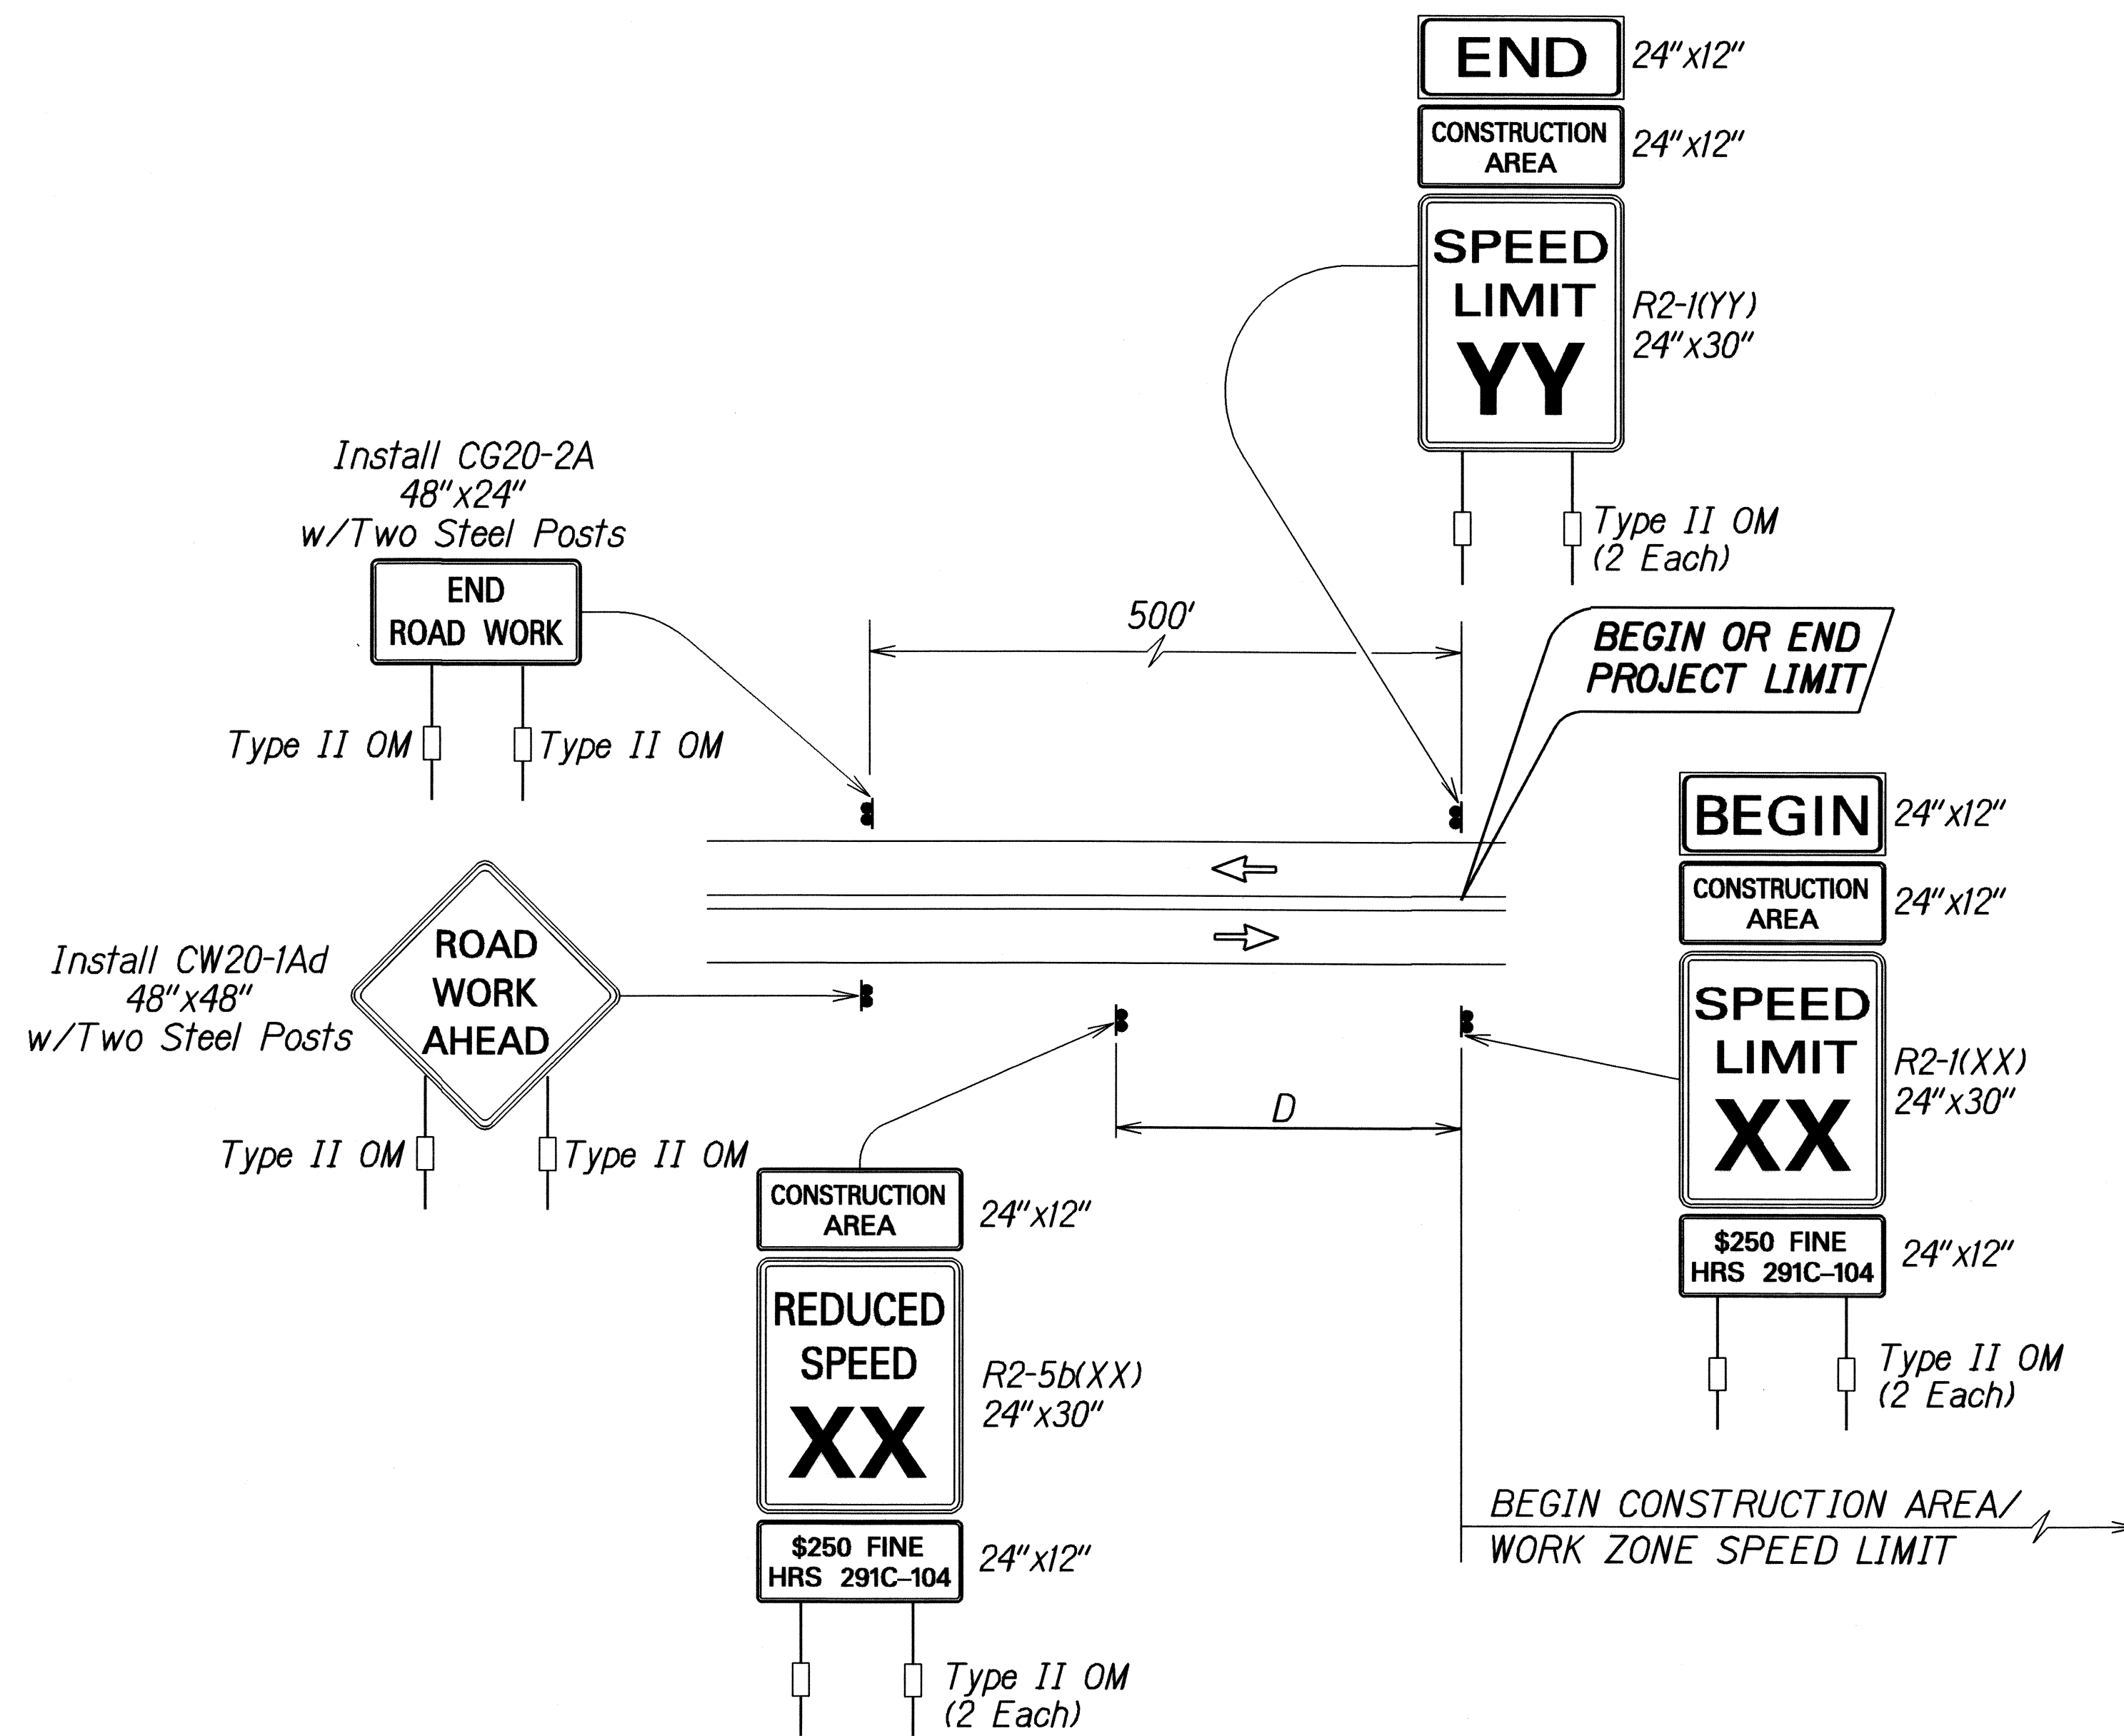 END
24"x12"
CONSTRUCTION
AREA
24"x12"
SPEED
LIMIT
YY
R2-1(YY)
24"x30"
Type II OM
(2 Each)
Install CG20-2A
48"x24"
w/Two Steel Posts
END
ROAD WORK
Type II OM
Type II OM
500'
BEGIN OR END
PROJECT LIMIT
BEGIN
24"x12"
CONSTRUCTION
AREA
24"x12"
SPEED
LIMIT
XX
R2-1(XX)
24"x30"
$250 FINE
HRS 291C-104
24"x12"
Type II OM
(2 Each)
Install CW20-1Ad
48"x48"
w/Two Steel Posts
ROAD
WORK
AHEAD
Type II OM
Type II OM
D
CONSTRUCTION
AREA
24"x12"
REDUCED
SPEED
XX
R2-5b(XX)
24"x30"
$250 FINE
HRS 291C-104
24"x12"
Type II OM
(2 Each)
BEGIN CONSTRUCTION AREA/
WORK ZONE SPEED LIMIT